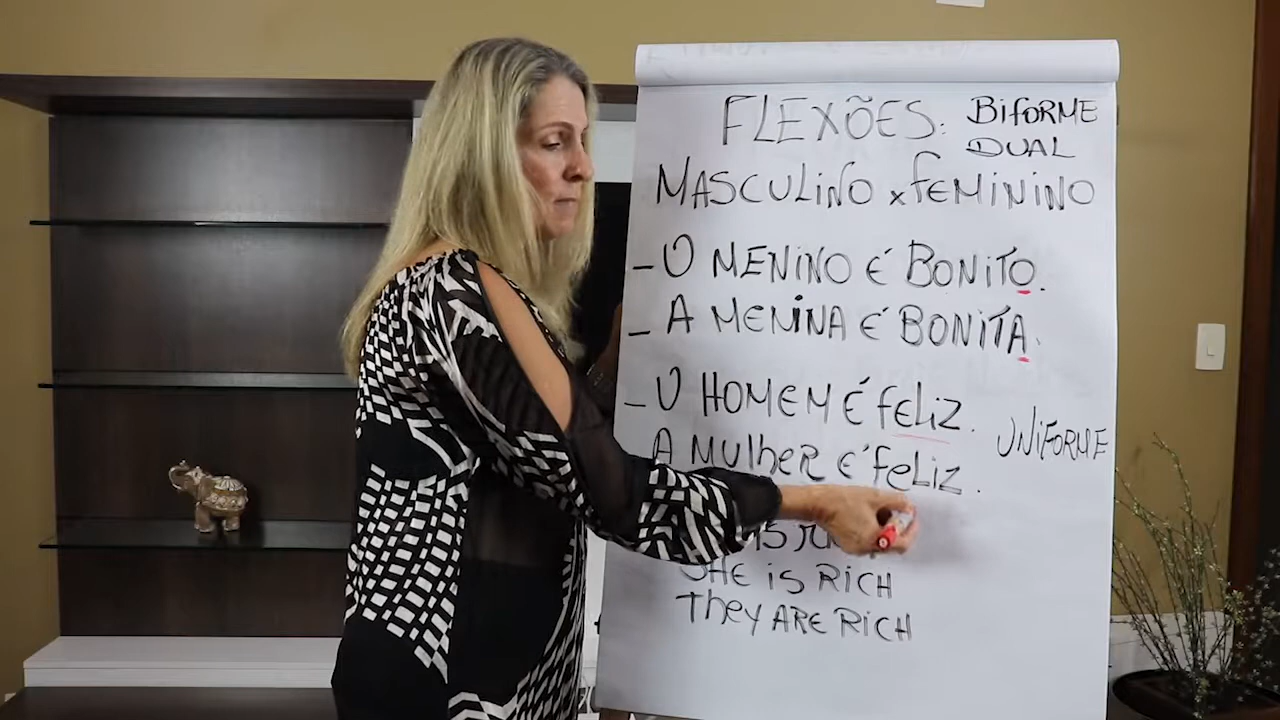 FLEXÕES: BIFORME
DUAL
MASCULINO x FEMININO
– O MENINO É BONITO.
– A MENINA É BONITA.
– O HOMEM É FELIZ.
UNIFORME
A MULHER É FELIZ.
IS
SHE IS RICH
THEY ARE RICH